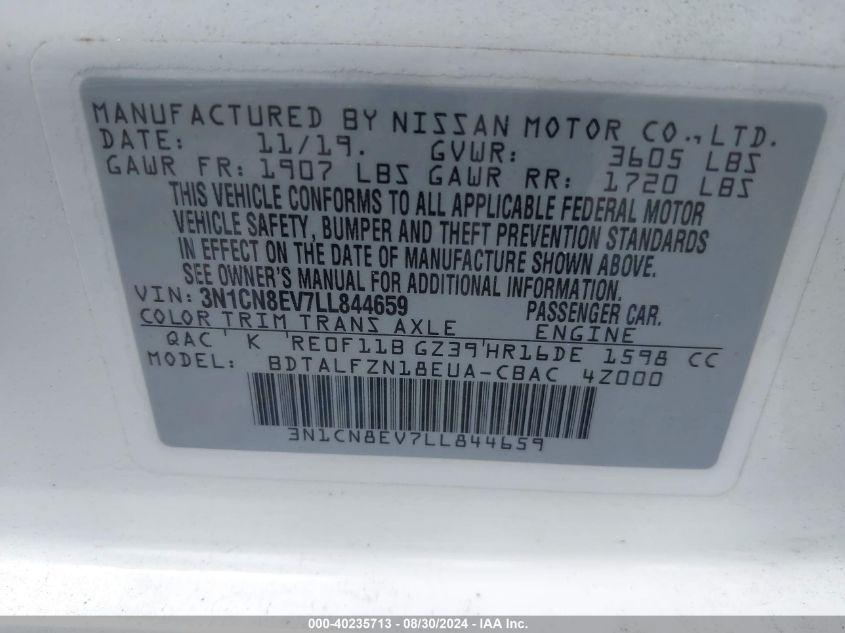 MANUFACTURED BY NISSAN MOTOR CO.,LTD.
DATE: 11/19. GVWR: 3605 LBS
GAWR FR: 1907 LBS GAWR RR: 1720 LBS
THIS VEHICLE CONFORMS TO ALL APPLICABLE FEDERAL MOTOR
VEHICLE SAFETY, BUMPER AND THEFT PREVENTION STANDARDS
IN EFFECT ON THE DATE OF MANUFACTURE SHOWN ABOVE.
SEE OWNER'S MANUAL FOR ADDITIONAL INFORMATION.
VIN: 3N1CN8EV7LL844659 PASSENGER CAR.
COLOR TRIM TRANS AXLE ENGINE
QAC' K 'RE0F11B GZ39'HR16DE 1598 CC
MODEL: BDTALFZN18EUA-CBAC 4Z000
3N1CN8EV7LL844659
000-40235713 - 08/30/2024 - IAA Inc.